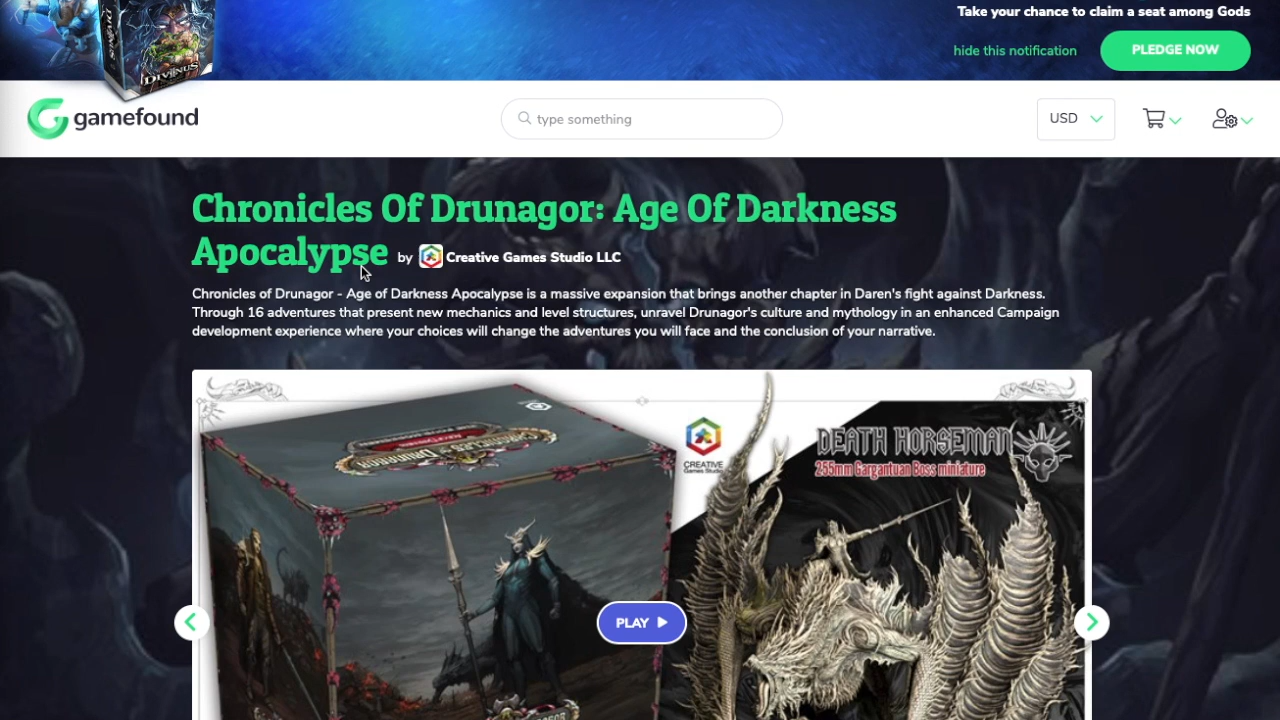 Take your chance to claim a seat among Gods
hide this notification
PLEDGE NOW
DIVINUS
gamefound
type something
USD
Chronicles Of Drunagor: Age Of Darkness
Apocalypse by Creative Games Studio LLC
Chronicles of Drunagor - Age of Darkness Apocalypse is a massive expansion that brings another chapter in Daren's fight against Darkness.
Through 16 adventures that present new mechanics and level structures, unravel Drunagor's culture and mythology in an enhanced Campaign
development experience where your choices will change the adventures you will face and the conclusion of your narrative.
CREATIVE
Games Studio
DEATH HORSEMAN
255mm Gargantuan Boss miniature
PLAY